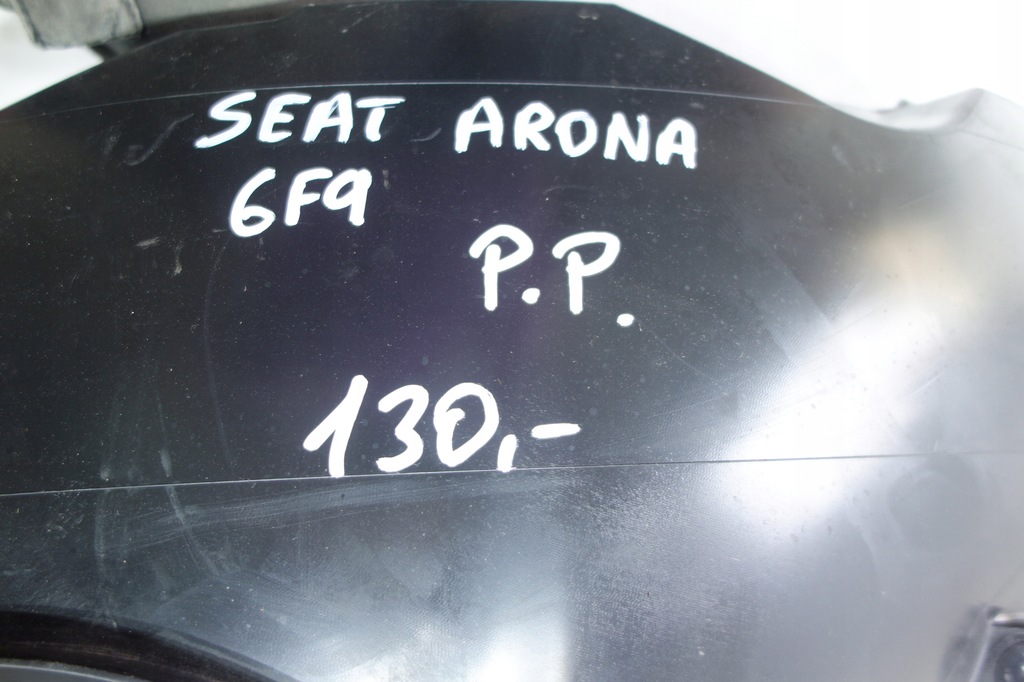 SEAT ARONA
6F9
P.P.
130,-